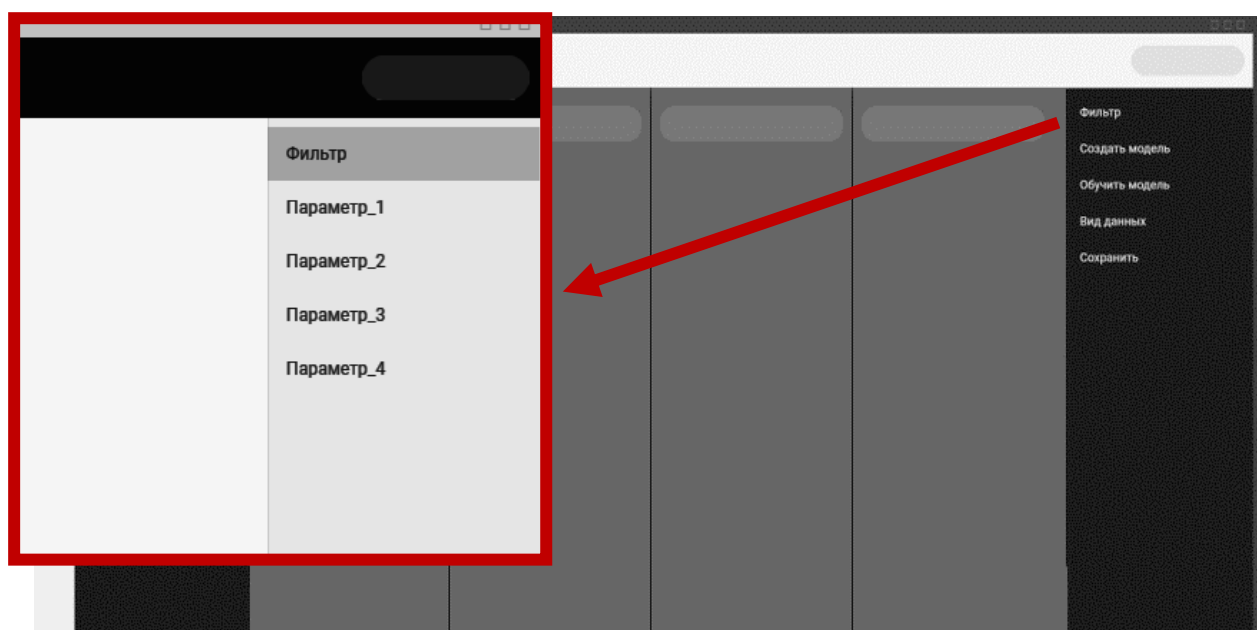 Фильтр
Параметр_1
Параметр_2
Параметр_3
Параметр_4
Фильтр
Создать модель
Обучить модель
Вид данных
Сохранить